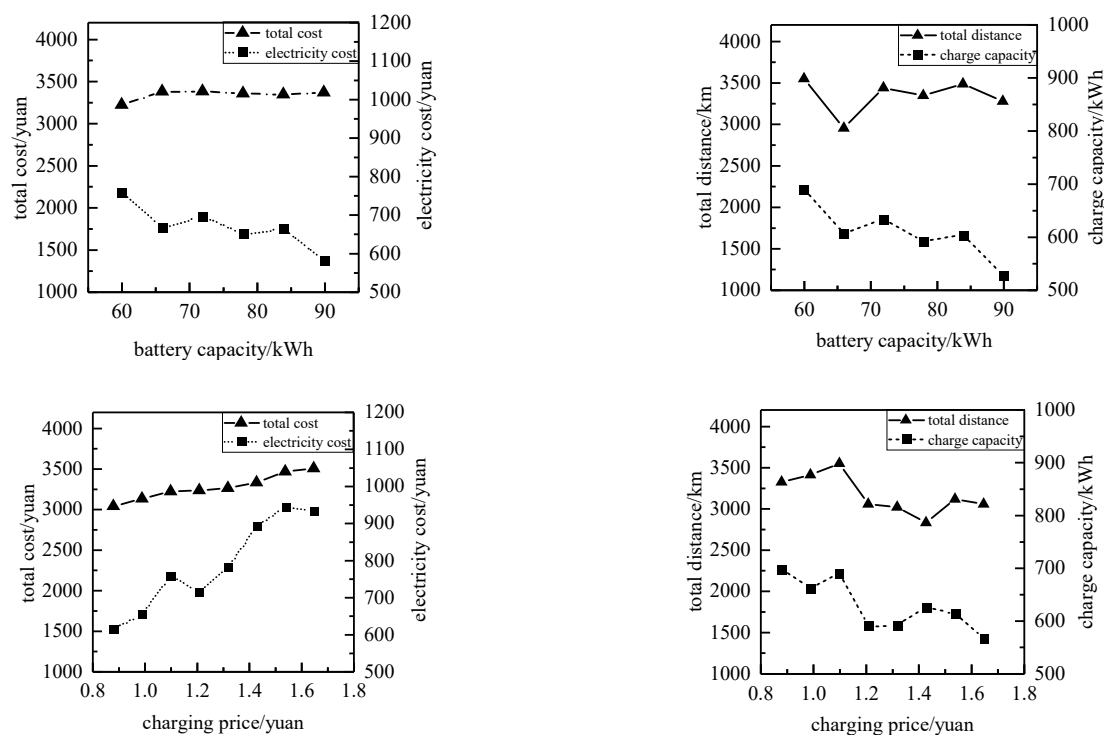 total cost
electricity cost
total cost/yuan
4000
3500
3000
2500
2000
1500
1000
1200
1100
1000
900
800
700
600
500
electricity cost/yuan
60 70 80 90
battery capacity/kWh
total distance
charge capacity
total distance/km
4000
3500
3000
2500
2000
1500
1000
1000
900
800
700
600
500
charge capacity/kWh
60 70 80 90
battery capacity/kWh
total cost
electricity cost
total cost/yuan
4000
3500
3000
2500
2000
1500
1000
1200
1100
1000
900
800
700
600
500
electricity cost/yuan
0.8 1.0 1.2 1.4 1.6 1.8
charging price/yuan
total distance
charge capacity
total distance/km
4000
3500
3000
2500
2000
1500
1000
1000
900
800
700
600
500
charge capacity/kWh
0.8 1.0 1.2 1.4 1.6 1.8
charging price/yuan